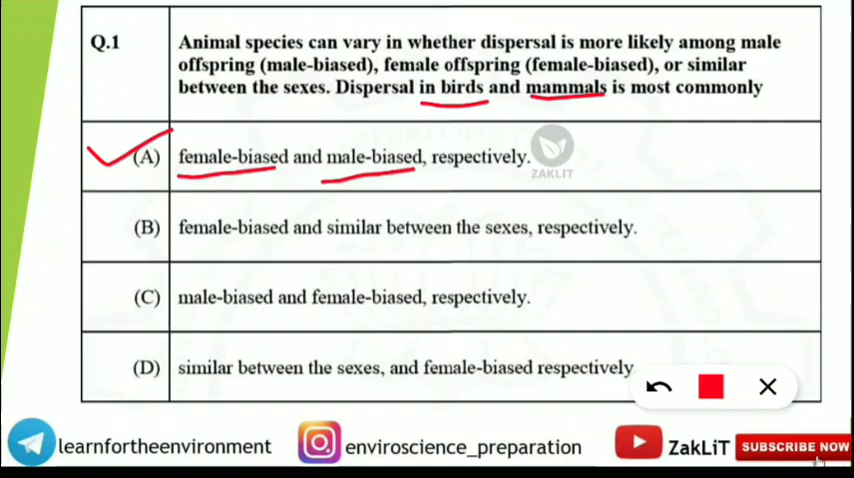 Q.1
Animal species can vary in whether dispersal is more likely among male
offspring (male-biased), female offspring (female-biased), or similar
between the sexes. Dispersal in birds and mammals is most commonly
(A) female-biased and male-biased, respectively.
ZAKLIT
(B) female-biased and similar between the sexes, respectively.
(C) male-biased and female-biased, respectively.
(D) similar between the sexes, and female-biased respectively
learnfortheenvironment
enviroscience_preparation
ZakLiT
SUBSCRIBE NOW